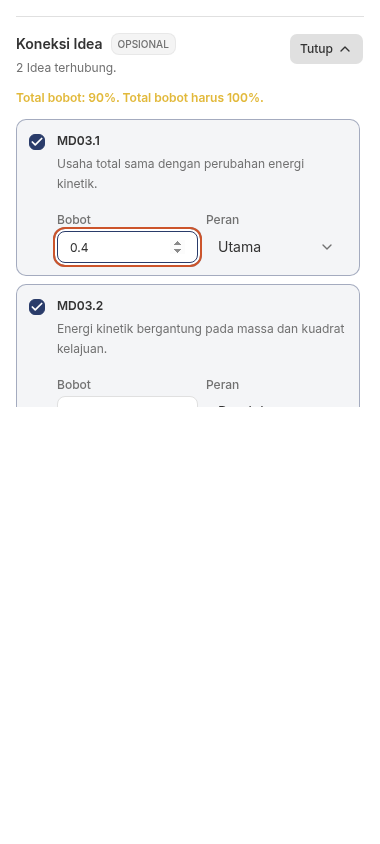 Koneksi Idea OPSIONAL
Tutup
2 Idea terhubung.
Total bobot: 90%. Total bobot harus 100%.
MD03.1
Usaha total sama dengan perubahan energi
kinetik.
Bobot Peran
0.4 Utama
MD03.2
Energi kinetik bergantung pada massa dan kuadrat
kelajuan.
Bobot Peran